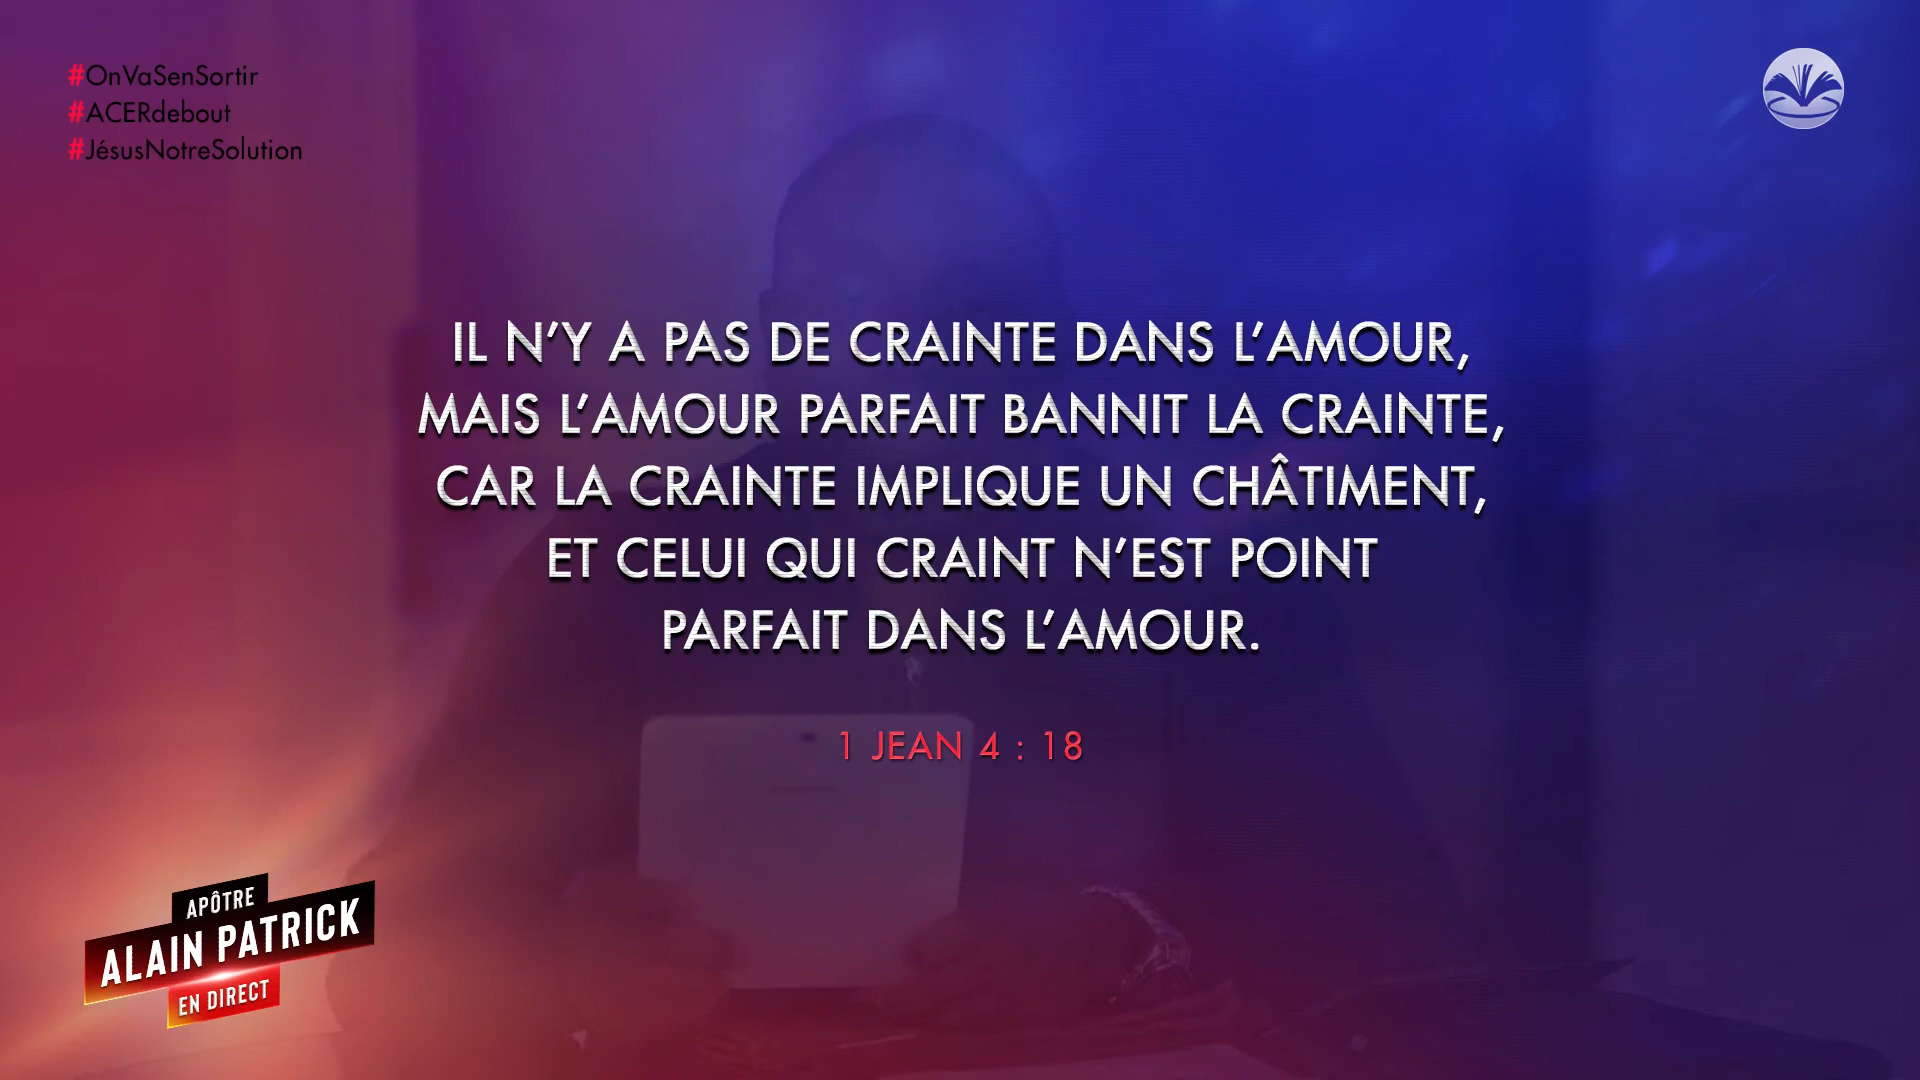 #OnVaSenSortir
#ACERdebout
#JésusNotreSolution
IL N’Y A PAS DE CRAINTE DANS L’AMOUR,
MAIS L’AMOUR PARFAIT BANNIT LA CRAINTE,
CAR LA CRAINTE IMPLIQUE UN CHÂTIMENT,
ET CELUI QUI CRAINT N’EST POINT
PARFAIT DANS L’AMOUR.
1 JEAN 4 : 18
APÔTRE
ALAIN PATRICK
EN DIRECT